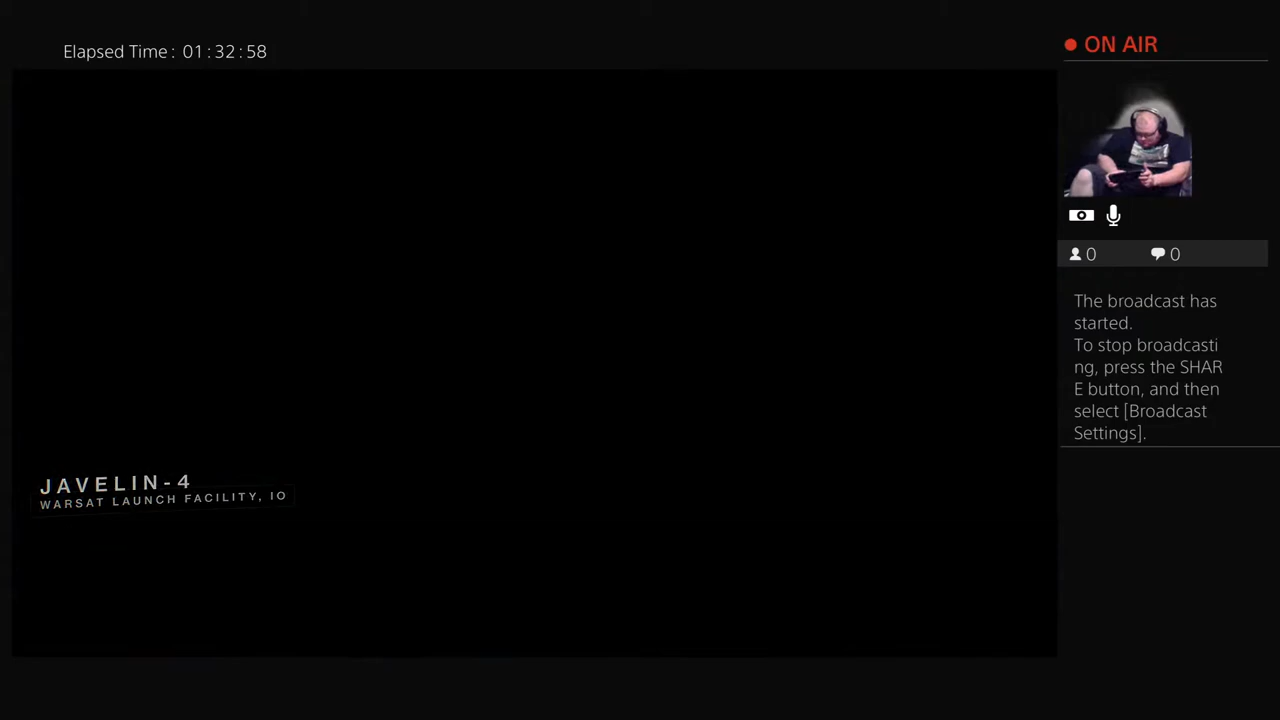 Elapsed Time: 01:32:58
ON AIR
0
0
The broadcast has
started.
To stop broadcasti
ng, press the SHAR
E button, and then
select [Broadcast
Settings].
JAVELIN-4
WARSAT LAUNCH FACILITY, IO